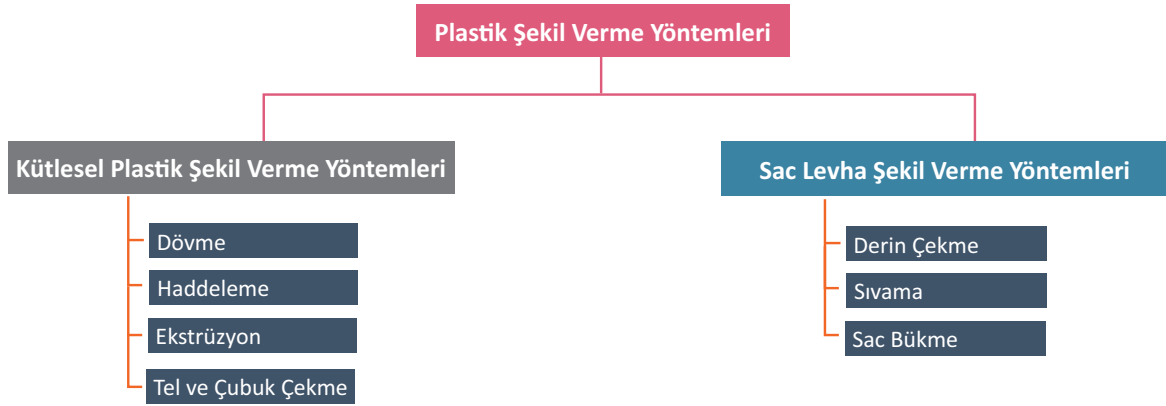 Plastik Şekil Verme Yöntemleri
Kütlesel Plastik Şekil Verme Yöntemleri
Dövme
Haddeleme
Ekstrüzyon
Tel ve Çubuk Çekme
Sac Levha Şekil Verme Yöntemleri
Derin Çekme
Sıvama
Sac Bükme